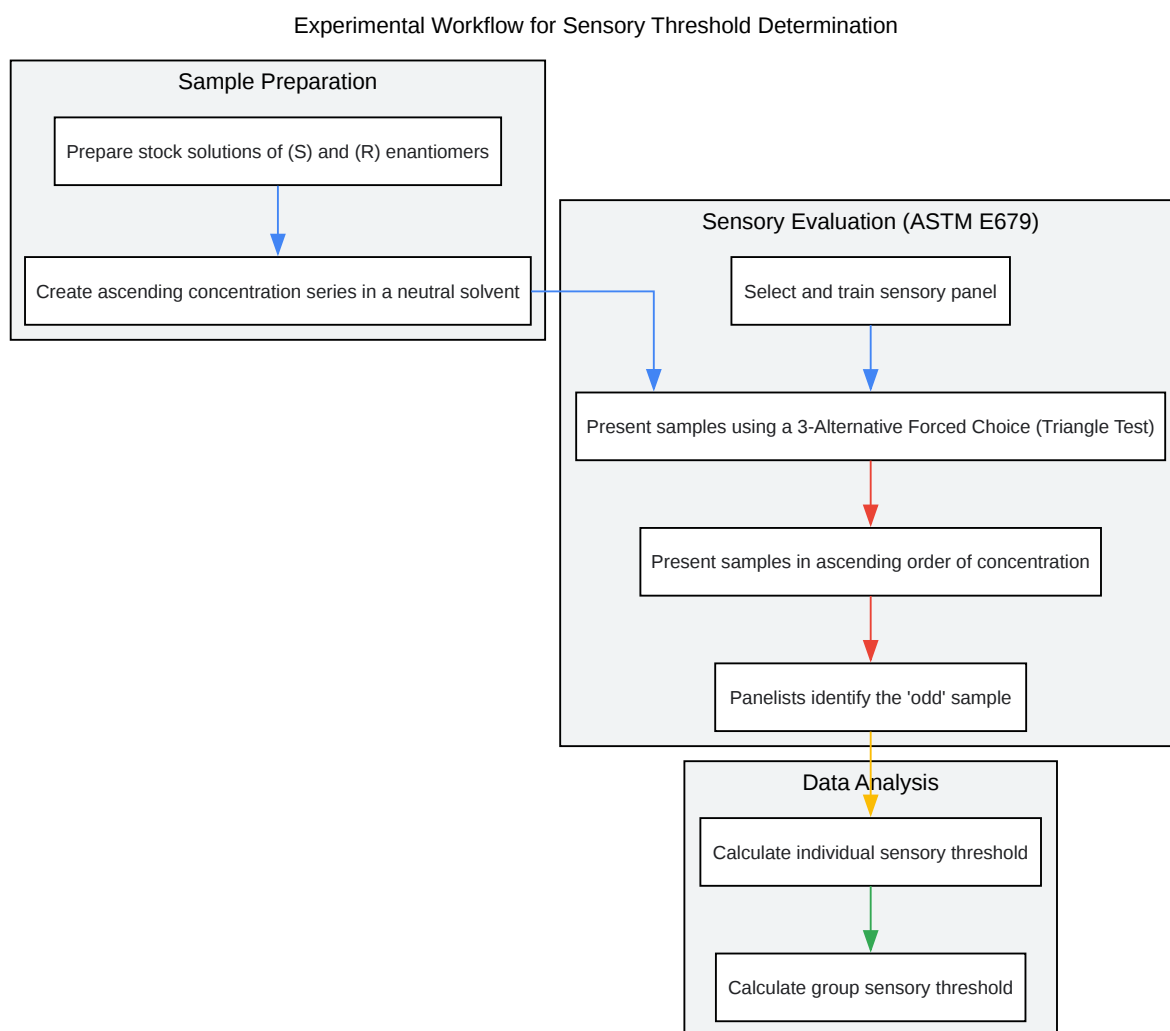 Experimental Workflow for Sensory Threshold Determination
Sample Preparation
Prepare stock solutions of (S) and (R) enantiomers
Create ascending concentration series in a neutral solvent
Sensory Evaluation (ASTM E679)
Select and train sensory panel
Present samples using a 3-Alternative Forced Choice (Triangle Test)
Present samples in ascending order of concentration
Panelists identify the 'odd' sample
Data Analysis
Calculate individual sensory threshold
Calculate group sensory threshold